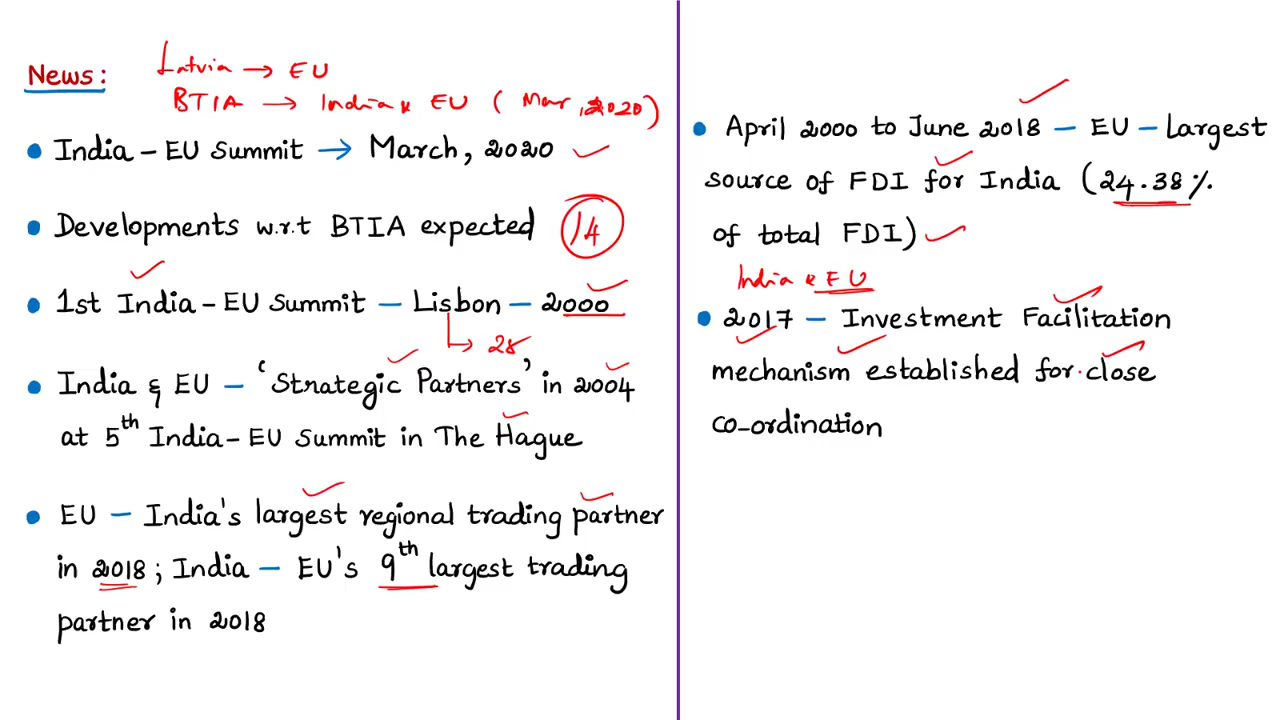 News :
Latvia → EU
BTIA → India & EU ( Mar, 2020)
• India – EU Summit → March, 2020
• Developments w.r.t BTIA expected 14
• 1st India – EU Summit – Lisbon – 2000
→ 28
• India & EU – ‘Strategic Partners’ in 2004
at 5th India – EU Summit in The Hague
• EU – India's largest regional trading partner
in 2018 ; India – EU's 9th largest trading
partner in 2018
• April 2000 to June 2018 – EU – Largest
source of FDI for India (24.38%
of total FDI)
India & EU
• 2017 – Investment Facilitation
mechanism established for close
co-ordination